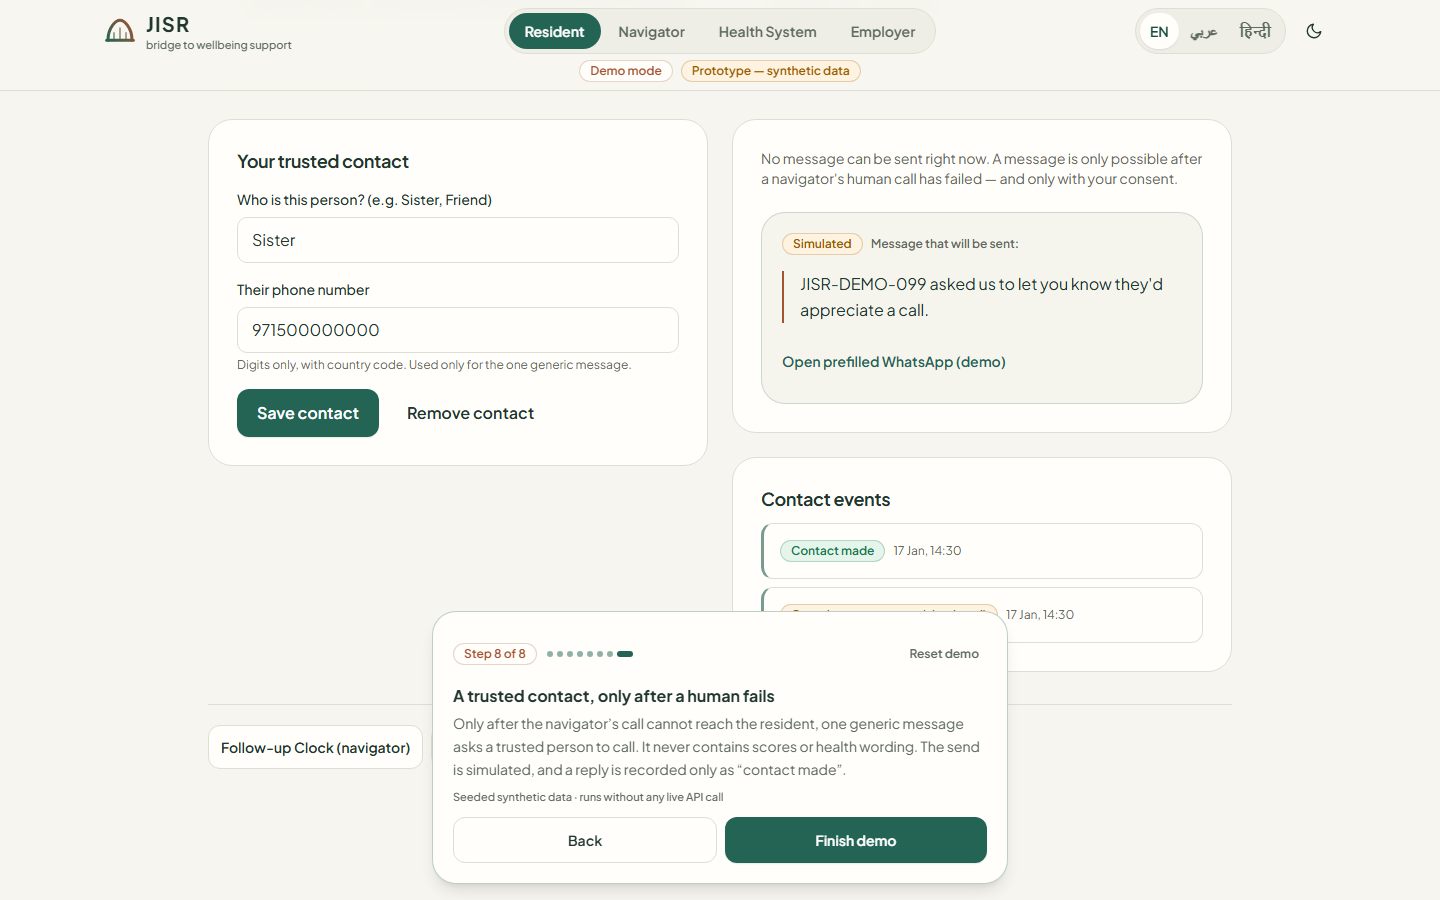 JISR
bridge to wellbeing support
Resident
Navigator
Health System
Employer
EN
عربي
हिन्दी
Demo mode
Prototype — synthetic data
Your trusted contact
Who is this person? (e.g. Sister, Friend)
Sister
Their phone number
971500000000
Digits only, with country code. Used only for the one generic message.
Save contact
Remove contact
No message can be sent right now. A message is only possible after
a navigator's human call has failed — and only with your consent.
Simulated
Message that will be sent:
JISR-DEMO-099 asked us to let you know they'd
appreciate a call.
Open prefilled WhatsApp (demo)
Contact events
Contact made
17 Jan, 14:30
17 Jan, 14:30
Follow-up Clock (navigator)
Step 8 of 8
Reset demo
A trusted contact, only after a human fails
Only after the navigator’s call cannot reach the resident, one generic message
asks a trusted person to call. It never contains scores or health wording. The send
is simulated, and a reply is recorded only as “contact made”.
Seeded synthetic data · runs without any live API call
Back
Finish demo